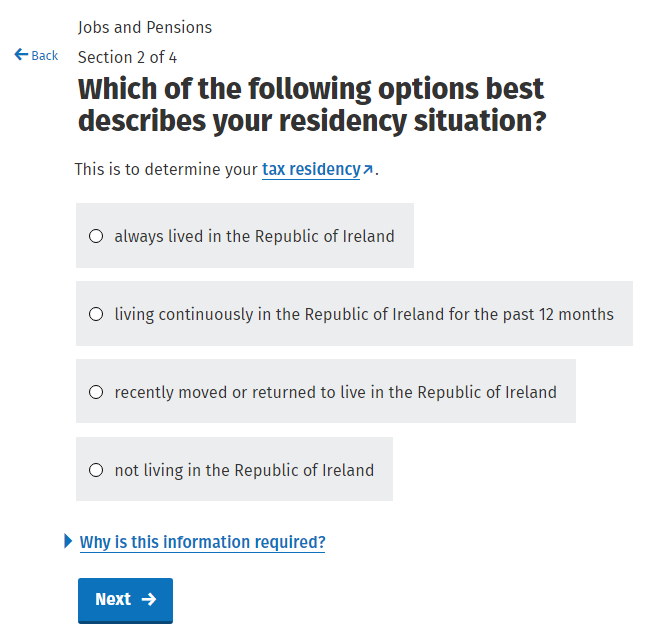 Jobs and Pensions
Back
Section 2 of 4
Which of the following options best
describes your residency situation?
This is to determine your tax residency.
always lived in the Republic of Ireland
living continuously in the Republic of Ireland for the past 12 months
recently moved or returned to live in the Republic of Ireland
not living in the Republic of Ireland
Why is this information required?
Next